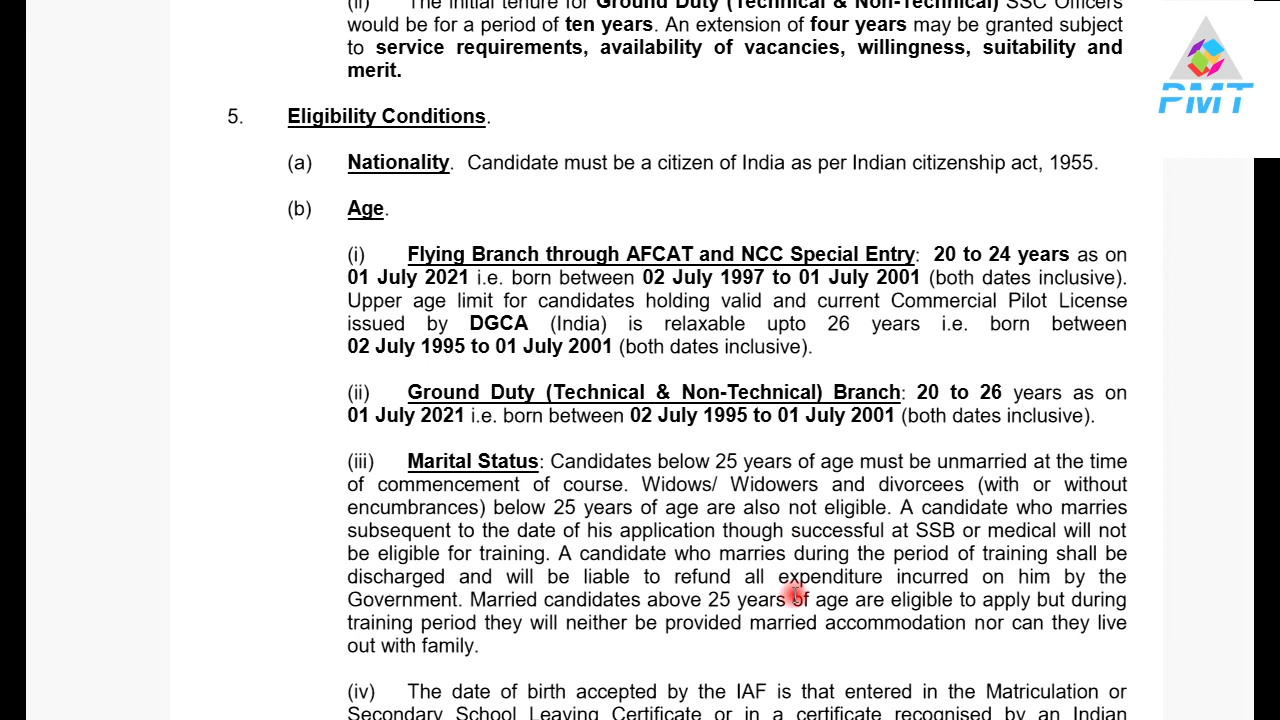 (ii) The initial tenure for Ground Duty (Technical & Non-Technical) SSC Officers
would be for a period of ten years. An extension of four years may be granted subject
to service requirements, availability of vacancies, willingness, suitability and
merit.
PMT
5. Eligibility Conditions.
(a) Nationality. Candidate must be a citizen of India as per Indian citizenship act, 1955.
(b) Age.
(i) Flying Branch through AFCAT and NCC Special Entry: 20 to 24 years as on
01 July 2021 i.e. born between 02 July 1997 to 01 July 2001 (both dates inclusive).
Upper age limit for candidates holding valid and current Commercial Pilot License
issued by DGCA (India) is relaxable upto 26 years i.e. born between
02 July 1995 to 01 July 2001 (both dates inclusive).
(ii) Ground Duty (Technical & Non-Technical) Branch: 20 to 26 years as on
01 July 2021 i.e. born between 02 July 1995 to 01 July 2001 (both dates inclusive).
(iii) Marital Status: Candidates below 25 years of age must be unmarried at the time
of commencement of course. Widows/ Widowers and divorcees (with or without
encumbrances) below 25 years of age are also not eligible. A candidate who marries
subsequent to the date of his application though successful at SSB or medical will not
be eligible for training. A candidate who marries during the period of training shall be
discharged and will be liable to refund all expenditure incurred on him by the
Government. Married candidates above 25 years of age are eligible to apply but during
training period they will neither be provided married accommodation nor can they live
out with family.
(iv) The date of birth accepted by the IAF is that entered in the Matriculation or
Secondary School Leaving Certificate or in a certificate recognised by an Indian